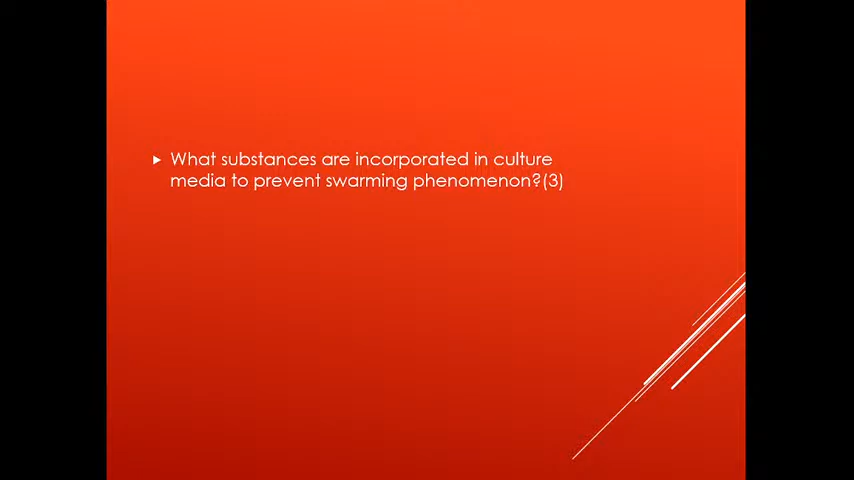 What substances are incorporated in culture
media to prevent swarming phenomenon?(3)